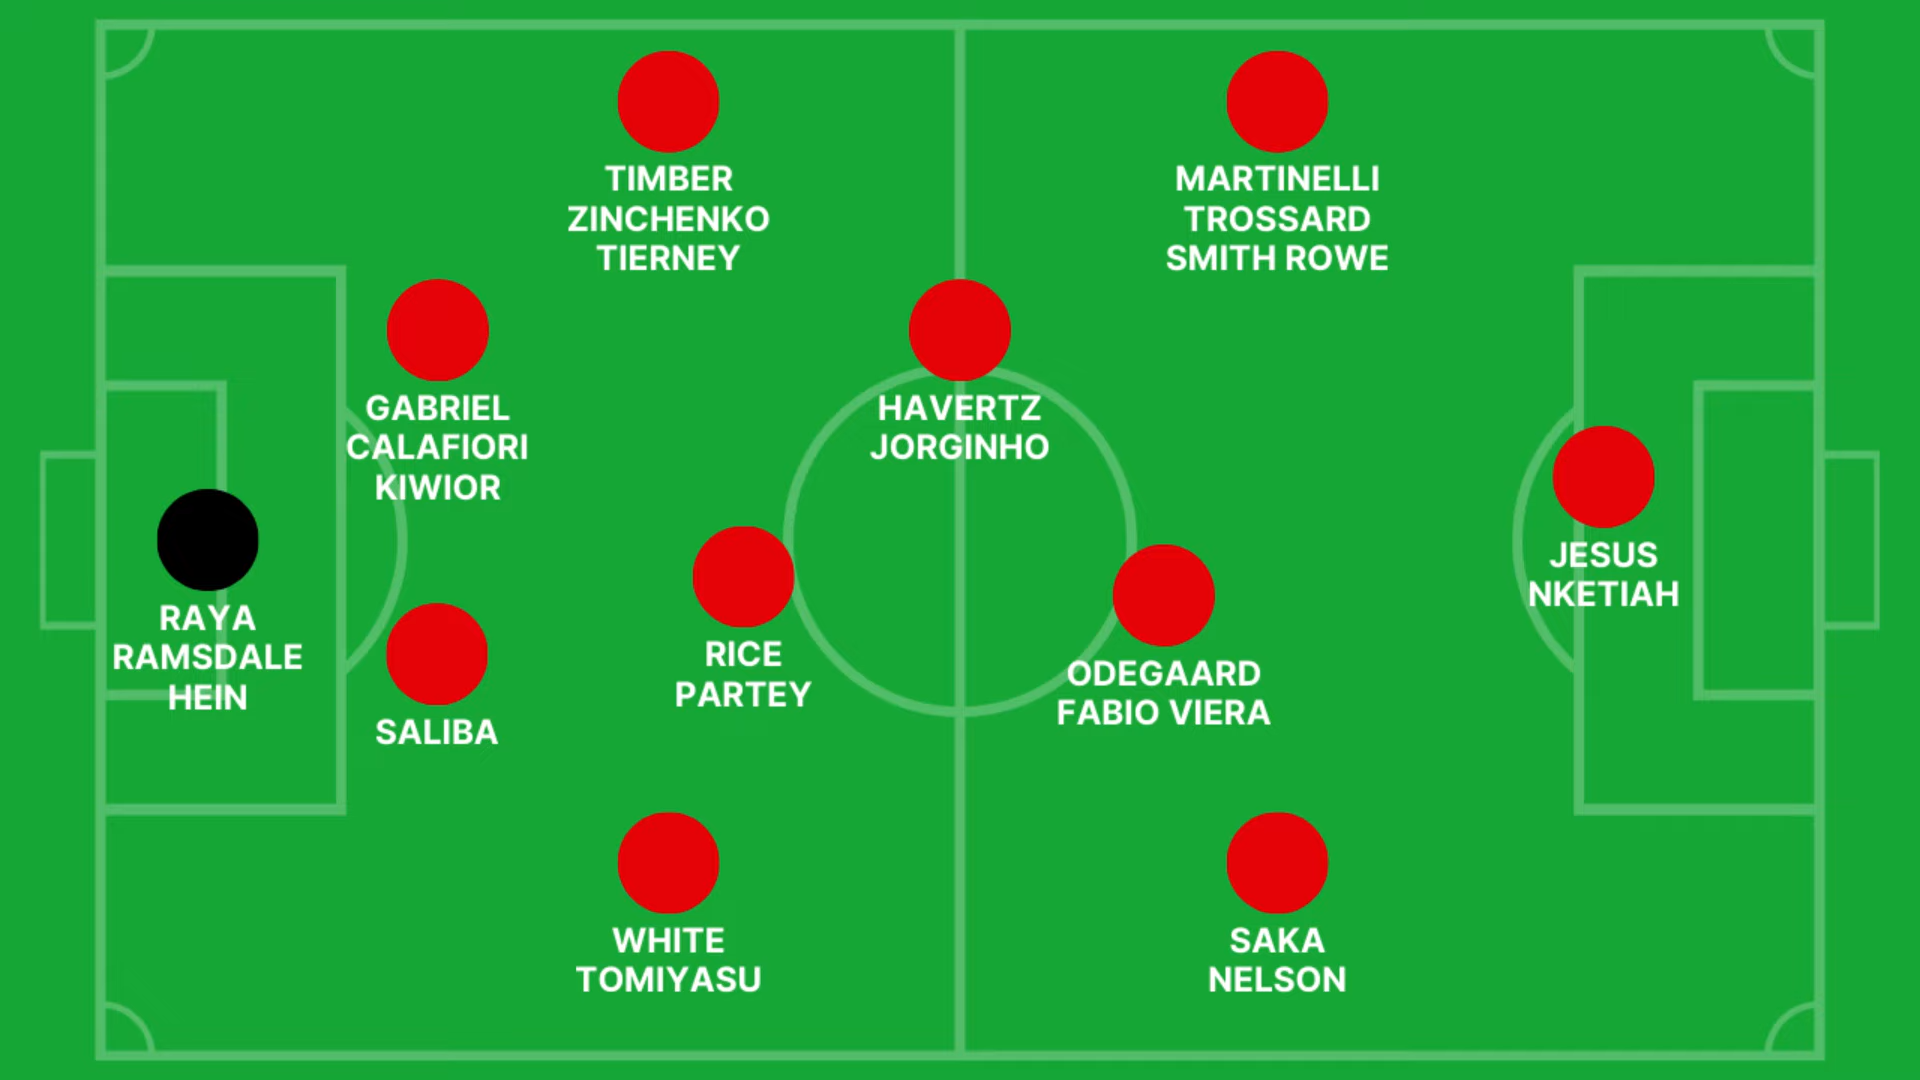 TIMBER
ZINCHENKO
TIERNEY
MARTINELLI
TROSSARD
SMITH ROWE
GABRIEL
CALAFIORI
KIWIOR
HAVERTZ
JORGINHO
JESUS
NKETIAH
RAYA
RAMSDALE
HEIN
RICE
PARTEY
ODEGAARD
FABIO VIERA
SALIBA
WHITE
TOMIYASU
SAKA
NELSON